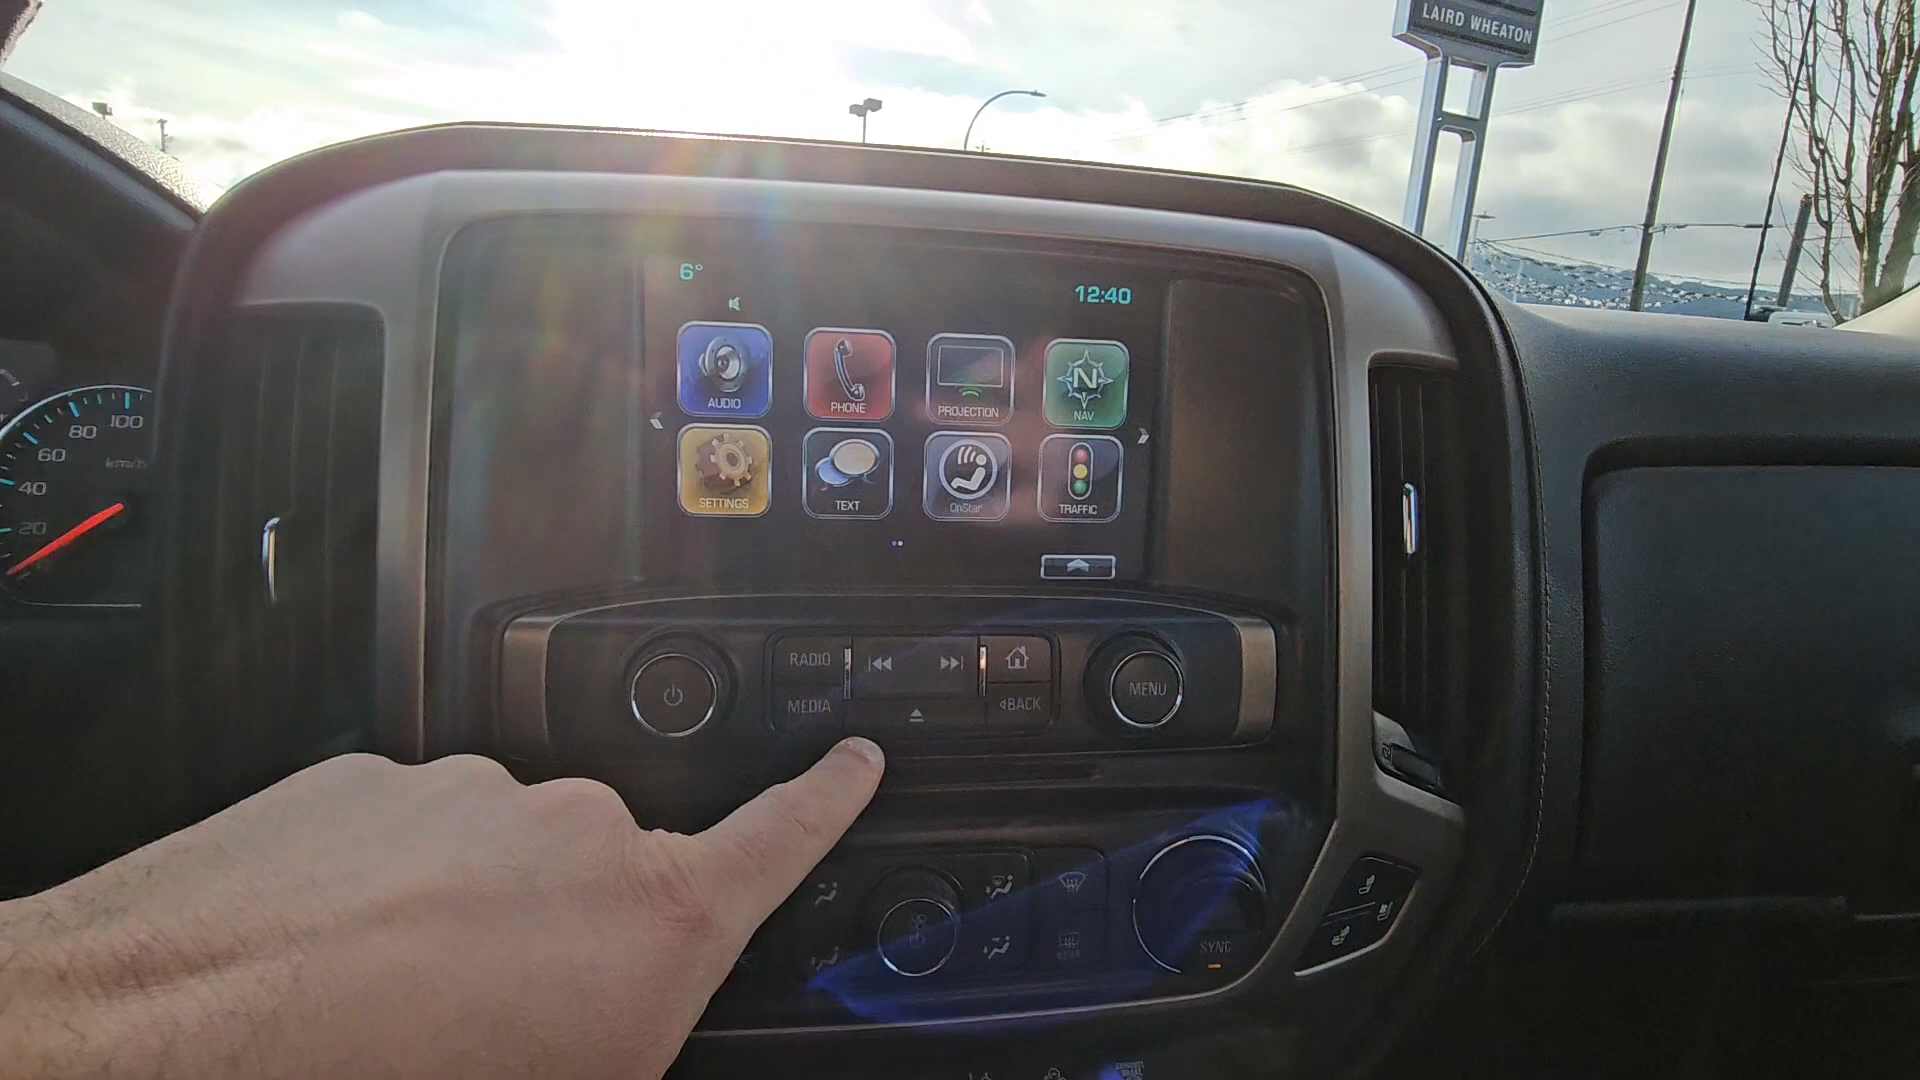 LAIRD WHEATON
6°
12:40
AUDIO
PHONE
PROJECTION
N
NAV
SETTINGS
TEXT
OnStar
TRAFFIC
100
80
60
km/h
40
20
RADIO
MEDIA
BACK
MENU
SYNC